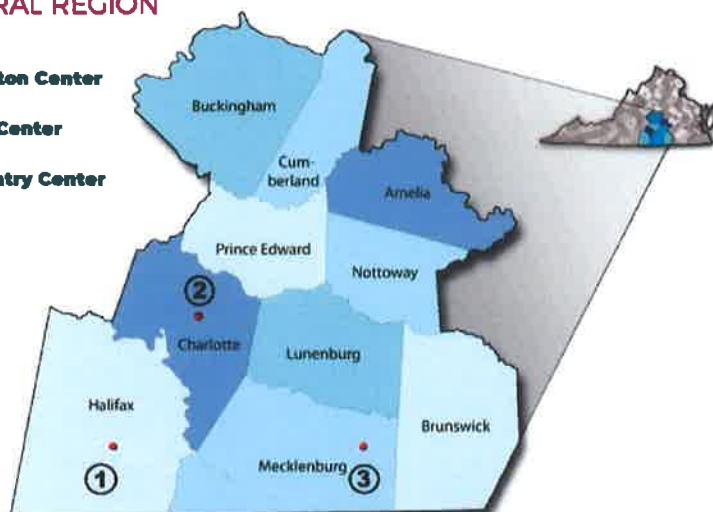 RAL REGION
ton Center
Center
ntry Center
Buckingham
Cum-
berland
Amelia
Prince Edward
Nottoway
2
Charlotte
Lunenburg
Halifax
Brunswick
Mecklenburg
1
3